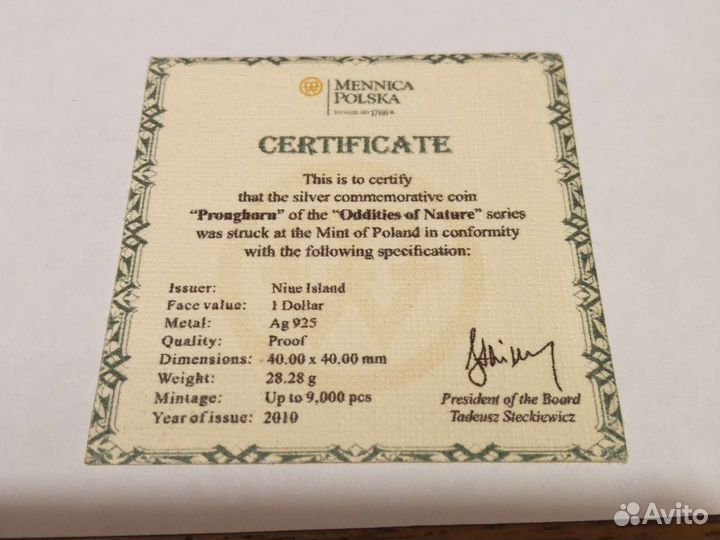 MENNICA
POLSKA
ISTNIEJE OD 1766 R.
CERTIFICATE
This is to certify
that the silver commemorative coin
“Pronghorn” of the “Oddities of Nature” series
was struck at the Mint of Poland in conformity
with the following specification:
Issuer: Niue Island
Face value: 1 Dollar
Metal: Ag 925
Quality: Proof
Dimensions: 40.00 x 40.00 mm
Weight: 28.28 g
Mintage: Up to 9,000 pcs
Year of issue: 2010
President of the Board
Tadeusz Steckiewicz
Avito